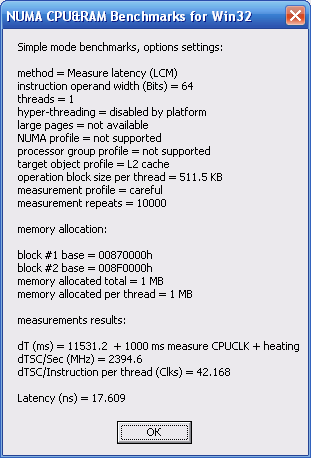 NUMA CPU&RAM Benchmarks for Win32
Simple mode benchmarks, options settings:
method = Measure latency (LCM)
instruction operand width (Bits) = 64
threads = 1
hyper-threading = disabled by platform
large pages = not available
NUMA profile = not supported
processor group profile = not supported
target object profile = L2 cache
operation block size per thread = 511.5 KB
measurement profile = careful
measurement repeats = 10000
memory allocation:
block #1 base = 00870000h
block #2 base = 008F0000h
memory allocated total = 1 MB
memory allocated per thread = 1 MB
measurements results:
dT (ms) = 11531.2 + 1000 ms measure CPUCLK + heating
dTSC/Sec (MHz) = 2394.6
dTSC/Instruction per thread (Clks) = 42.168
Latency (ns) = 17.609
OK